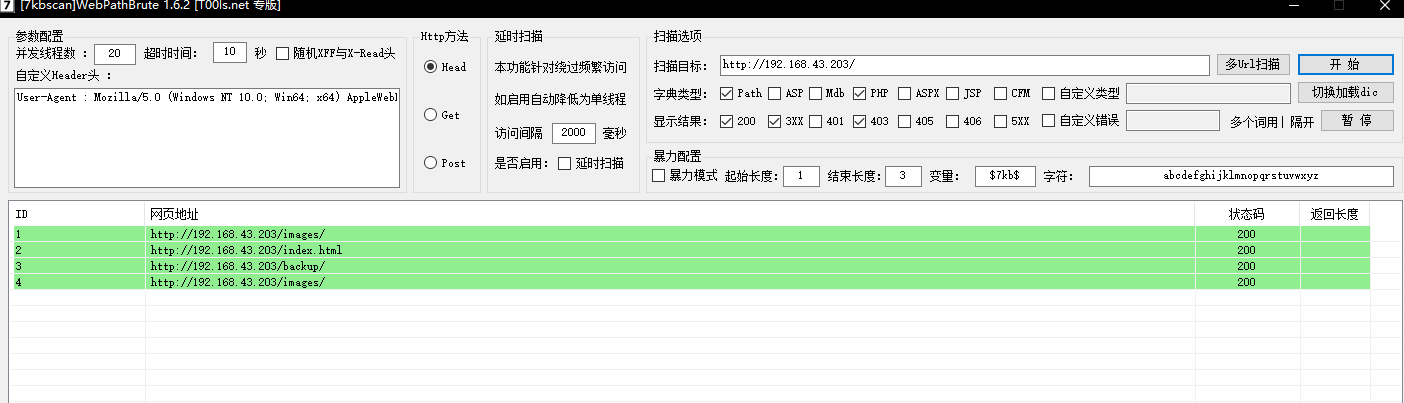 7 [7kbscan]WebPathBrute 1.6.2 [T00ls.net 专版]
参数配置
并发线程数 : 20 超时时间: 10 秒 随机XFF与X-Read头
自定义Header头 :
User-Agent : Mozilla/5.0 (Windows NT 10.0; Win64; x64) AppleWebK
Http方法
Head
Get
Post
延时扫描
本功能针对绕过频繁访问
如启用自动降低为单线程
访问间隔 2000 毫秒
是否启用: 延时扫描
扫描选项
扫描目标: http://192.168.43.203/ 多Url扫描 开 始
字典类型: Path ASP Mdb PHP ASPX JSP CFM 自定义类型 切换加载dic
显示结果: 200 3XX 401 403 405 406 5XX 自定义错误 多个词用| 隔开 暂 停
暴力配置
暴力模式 起始长度: 1 结束长度: 3 变量: $7kb$ 字符: abcdefghijklmnopqrstuvwxyz
ID 网页地址 状态码 返回长度
1 http://192.168.43.203/images/ 200
2 http://192.168.43.203/index.html 200
3 http://192.168.43.203/backup/ 200
4 http://192.168.43.203/images/ 200